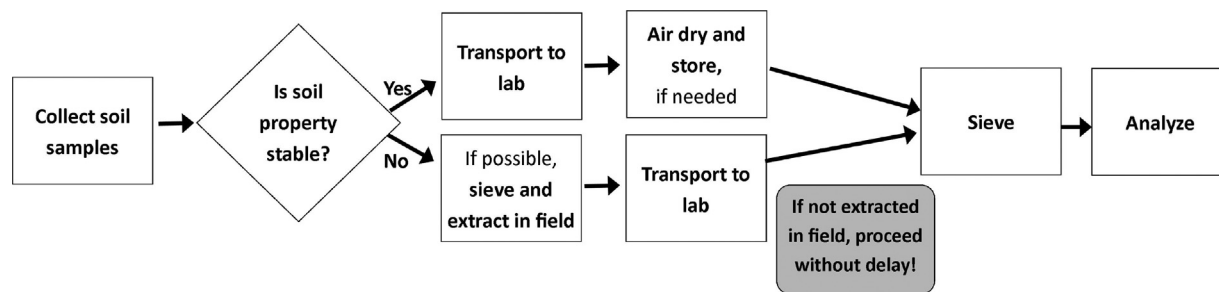 Collect soil
samples
Is soil
property
stable?
Yes
No
Transport to
lab
Air dry and
store,
if needed
If possible,
sieve and
extract in field
Transport to
lab
If not extracted
in field, proceed
without delay!
Sieve
Analyze